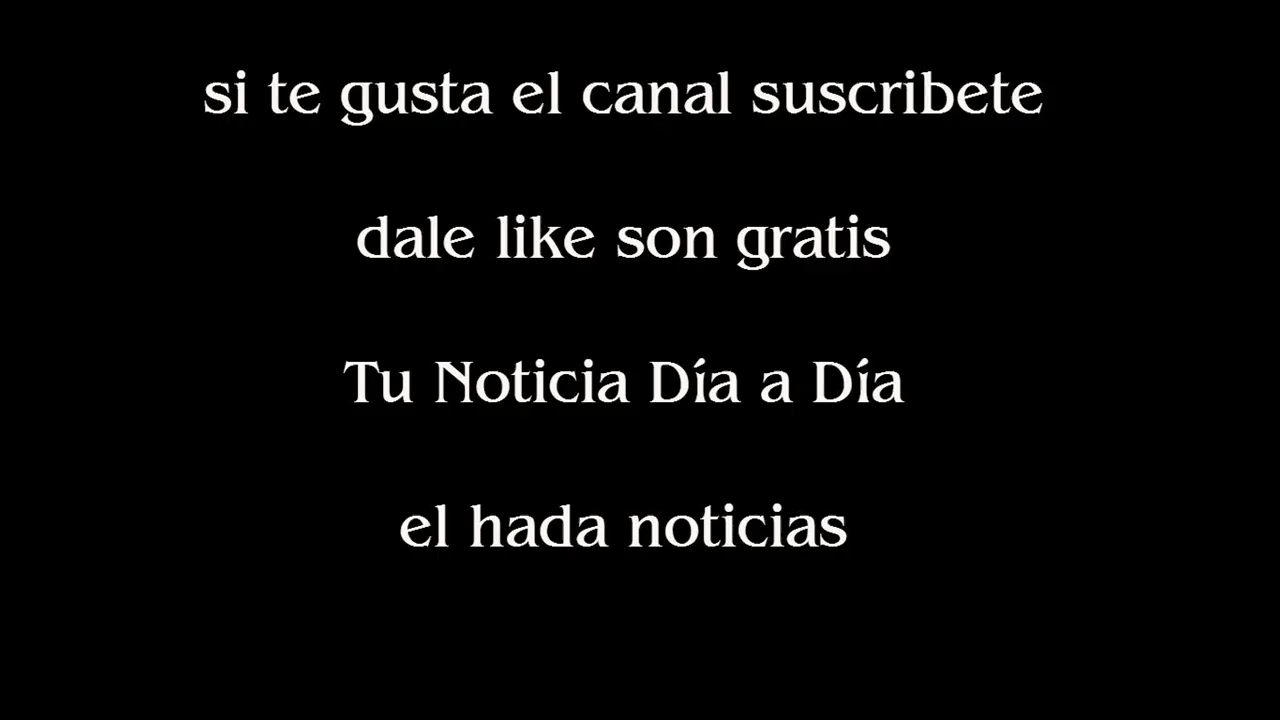 si te gusta el canal suscribete
dale like son gratis
Tu Noticia Día a Día
el hada noticias